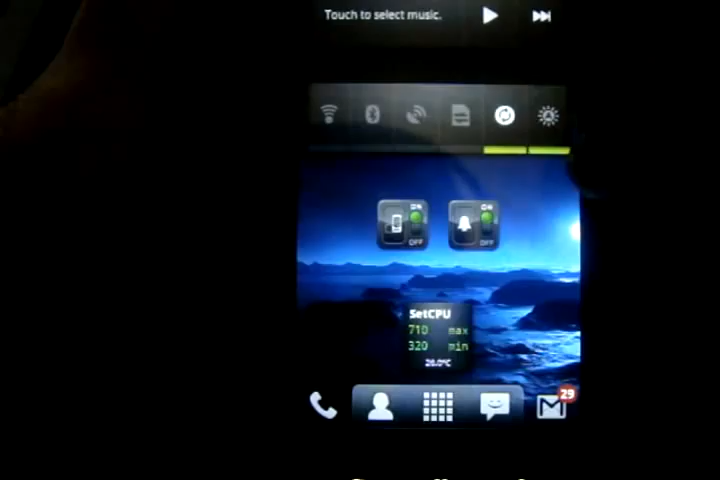 Touch to select music.
ON ON
OFF OFF
SetCPU
710 max
320 min
29